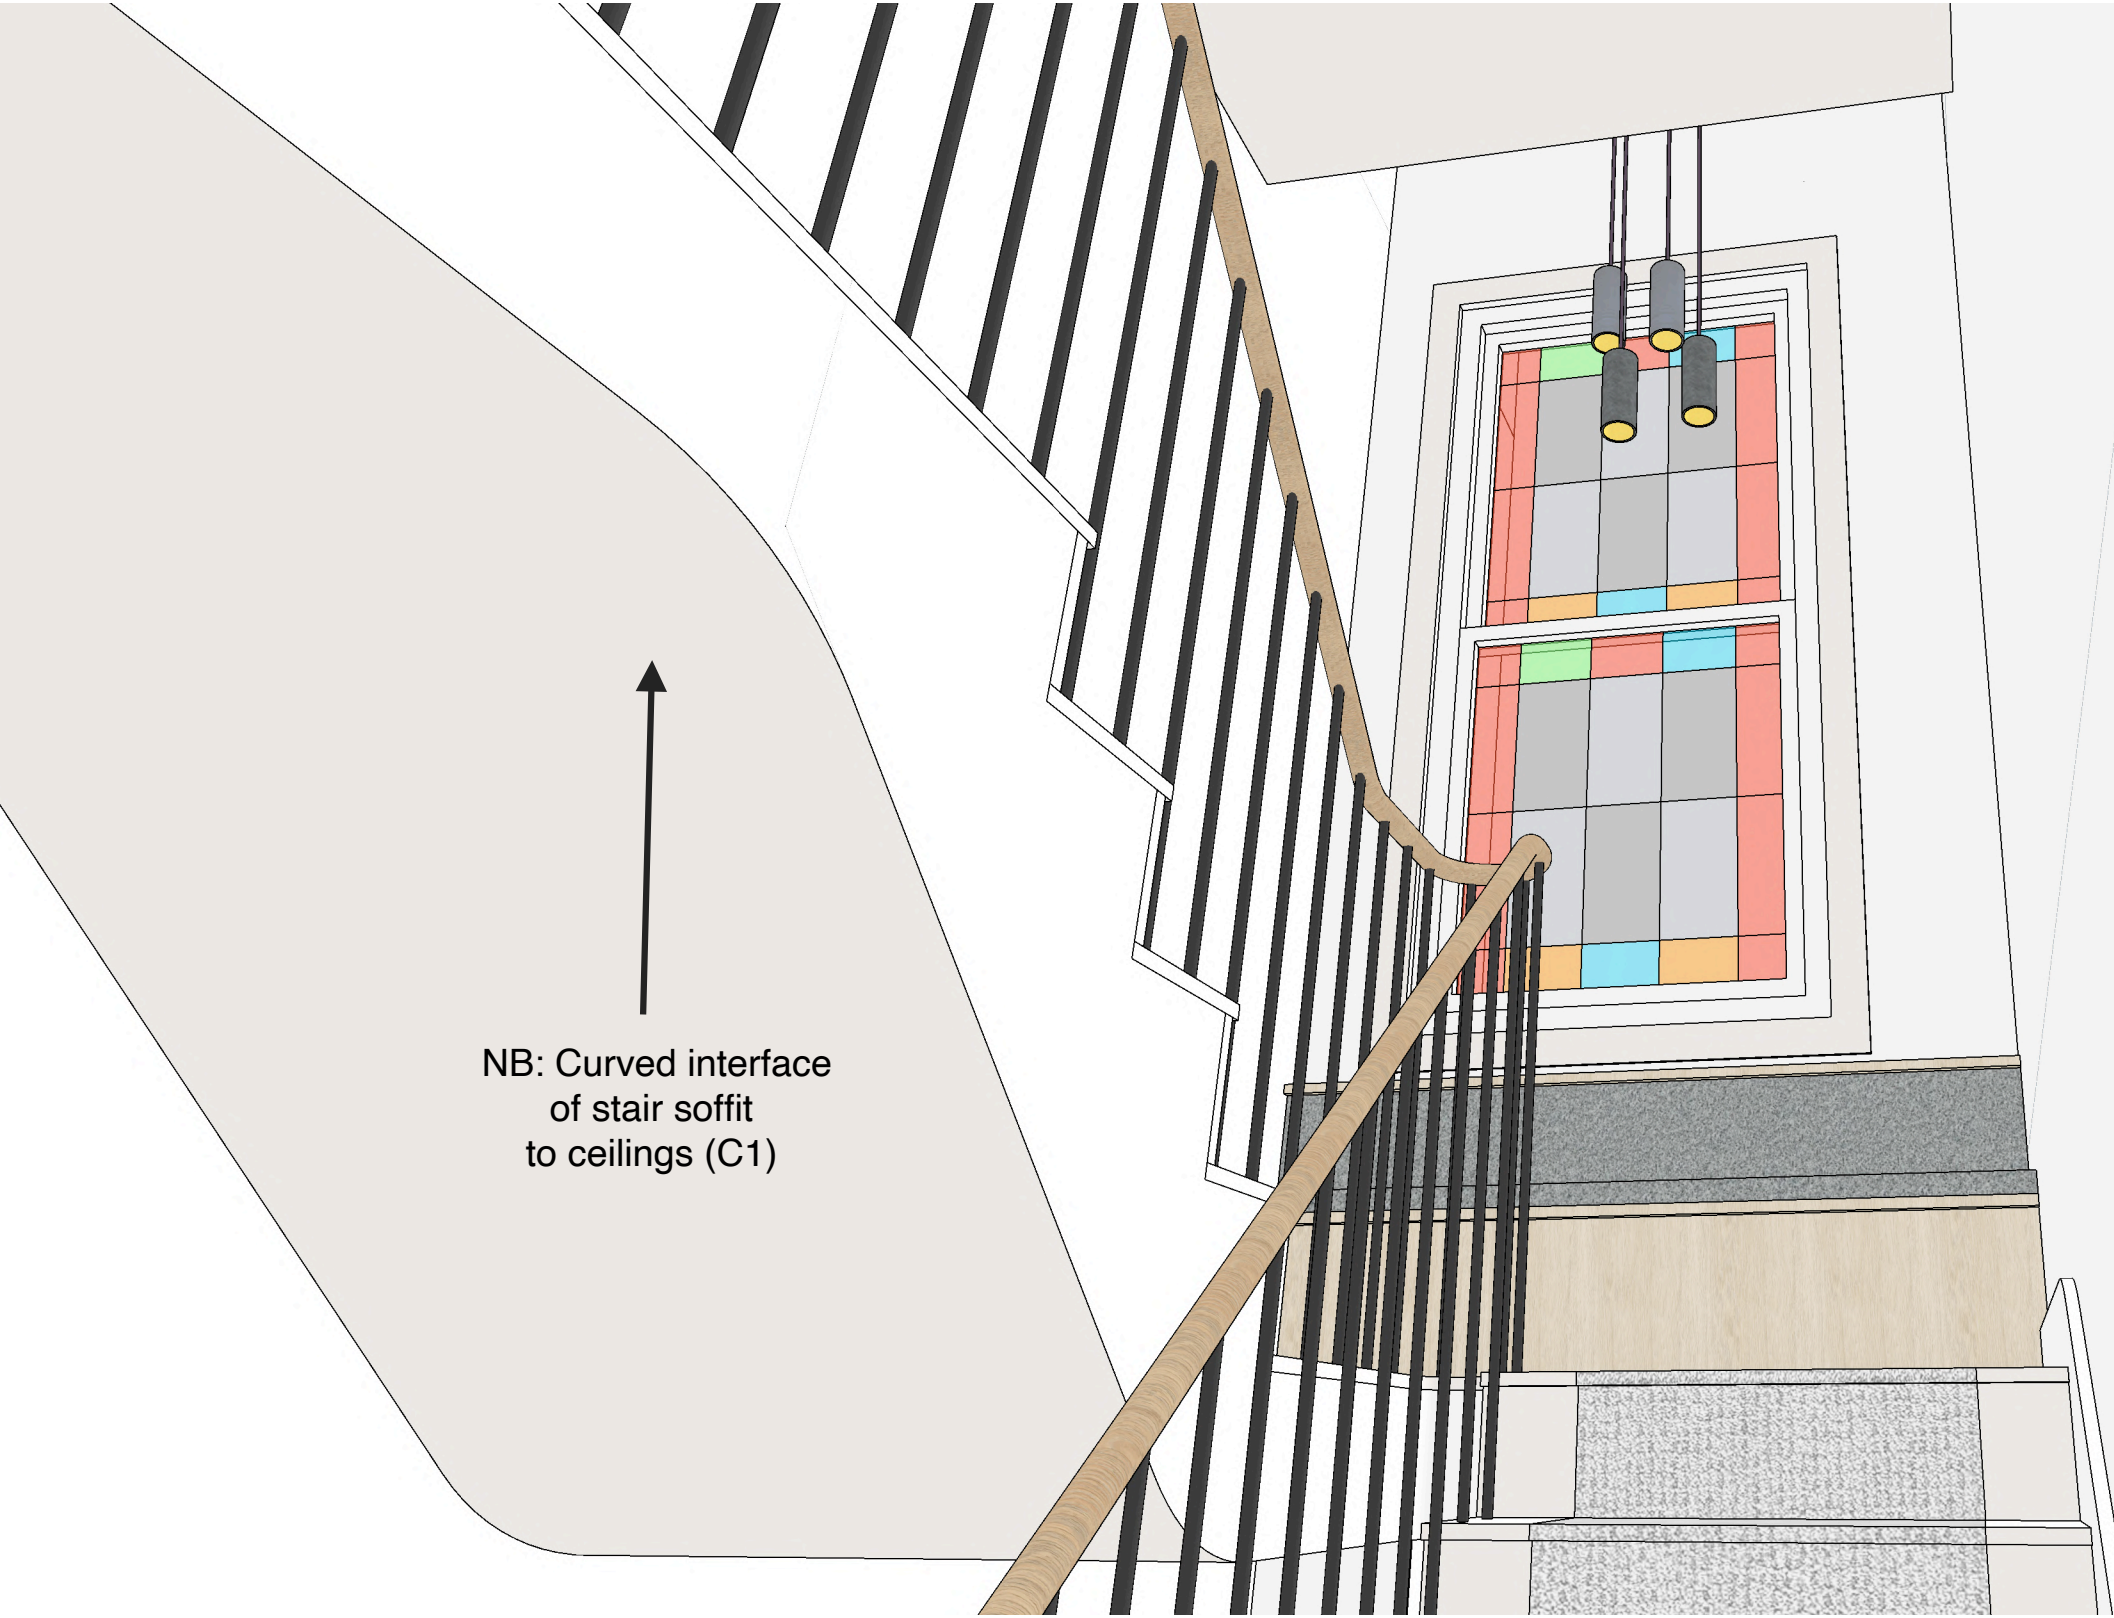 NB: Curved interface
of stair soffit
to ceilings (C1)